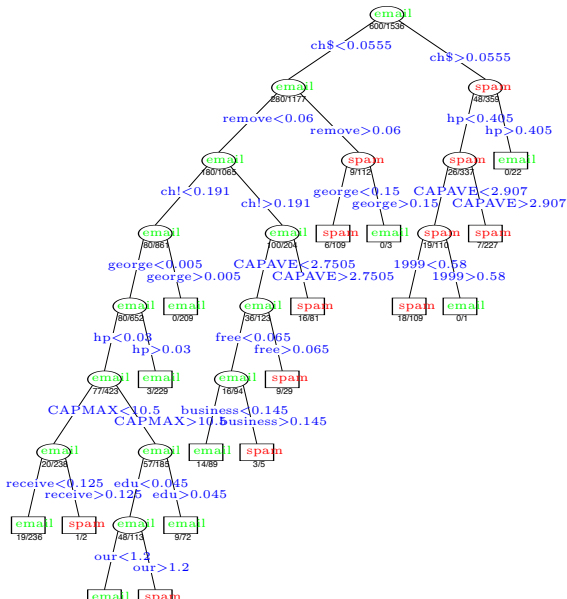 email
600/1536
ch$<0.0555
ch$>0.0555
email
280/1177
spam
48/359
remove<0.06
remove>0.06
hp<0.405
hp>0.405
email
180/1065
spam
9/112
spam
26/337
email
0/22
ch!<0.191
ch!>0.191
george<0.15
george>0.15
CAPAVE<2.907
CAPAVE>2.907
email
80/861
email
100/204
spam
6/109
email
0/3
spam
19/110
spam
7/227
george<0.005
george>0.005
CAPAVE<2.7505
CAPAVE>2.7505
1999<0.58
1999>0.58
email
80/652
email
0/209
email
36/123
spam
16/81
spam
18/109
email
0/1
hp<0.03
hp>0.03
free<0.065
free>0.065
email
77/423
email
3/229
email
16/94
spam
9/29
CAPMAX<10.5
CAPMAX>10.5
business<0.145
business>0.145
email
20/238
email
57/185
email
14/89
spam
3/5
receive<0.125
receive>0.125
edu<0.045
edu>0.045
email
19/236
spam
1/2
email
48/113
email
9/72
our<1.2
our>1.2
email
spam